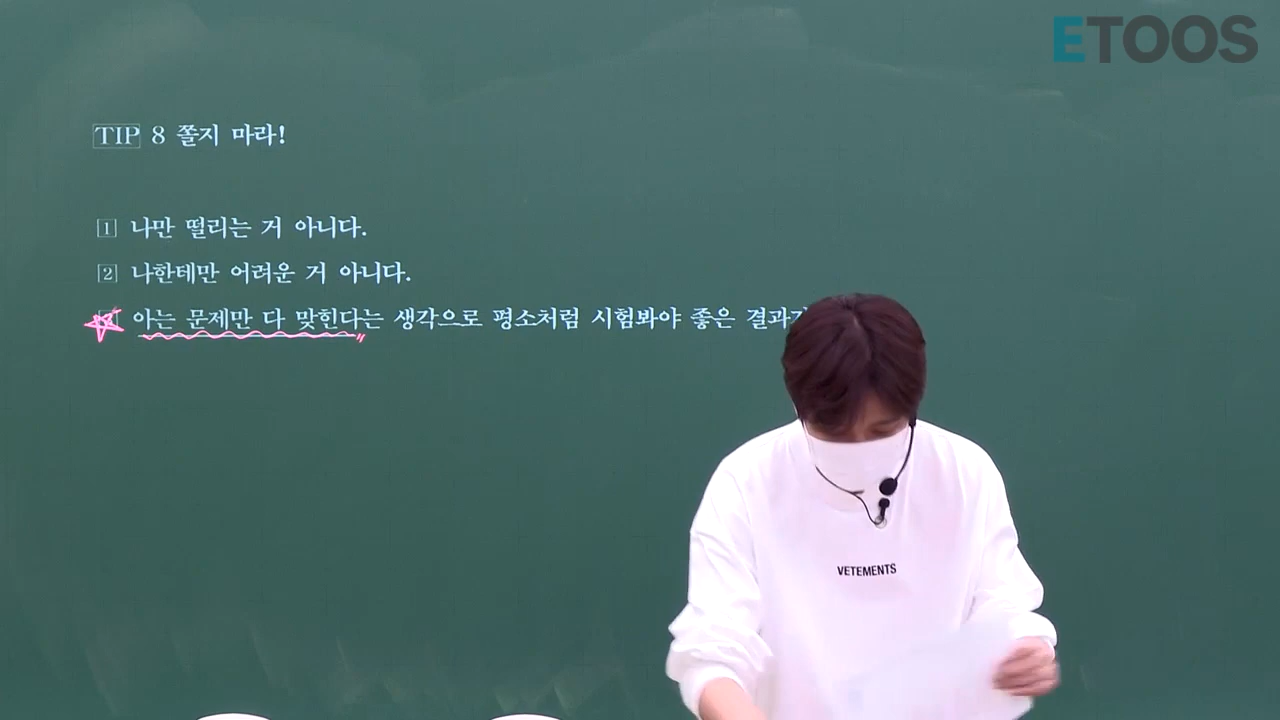 ETOOS
TIP 8 쫄지 마라!
1 나만 떨리는 거 아니다.
2 나한테만 어려운 거 아니다.
아는 문제만 다 맞힌다는 생각으로 평소처럼 시험봐야 좋은
VETEMENTS